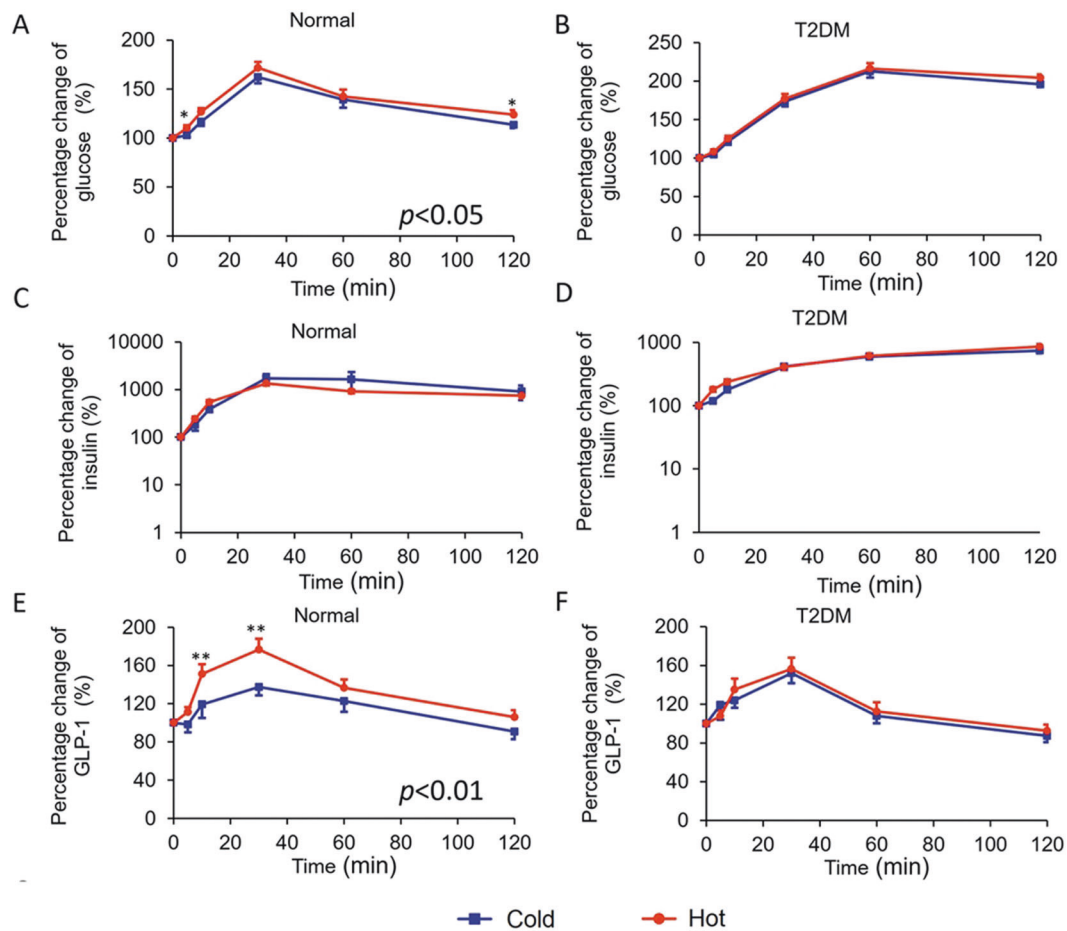 A
Normal
Percentage change of
glucose (%)
200
150
100
50
0
*
*
p<0.05
0 20 40 60 80 100 120
Time (min)
B
T2DM
Percentage change of
glucose (%)
250
200
150
100
50
0
0 20 40 60 80 100 120
Time (min)
C
Normal
Percentage change of
insulin (%)
10000
1000
100
10
1
0 20 40 60 80 100 120
Time (min)
D
T2DM
Percentage change of
insulin (%)
1000
100
10
1
0 20 40 60 80 100 120
Time (min)
E
Normal
Percentage change of
GLP-1 (%)
200
160
120
80
40
0
**
**
p<0.01
0 20 40 60 80 100 120
Time (min)
F
T2DM
Percentage change of
GLP-1 (%)
200
160
120
80
40
0
0 20 40 60 80 100 120
Time (min)
Cold Hot